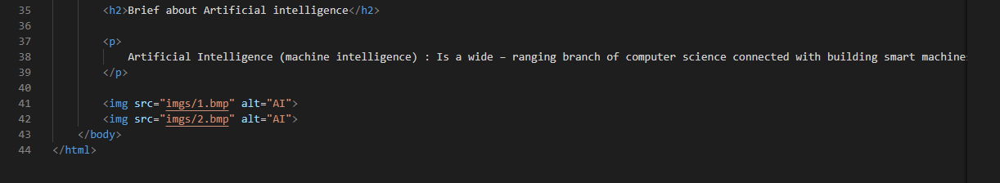 35 <h2>Brief about Artificial intelligence</h2>
36
37 <p>
38 Artificial Intelligence (machine intelligence) : Is a wide – ranging branch of computer science connected with building smart machine
39 </p>
40
41 <img src="imgs/1.bmp" alt="AI">
42 <img src="imgs/2.bmp" alt="AI">
43 </body>
44 </html>